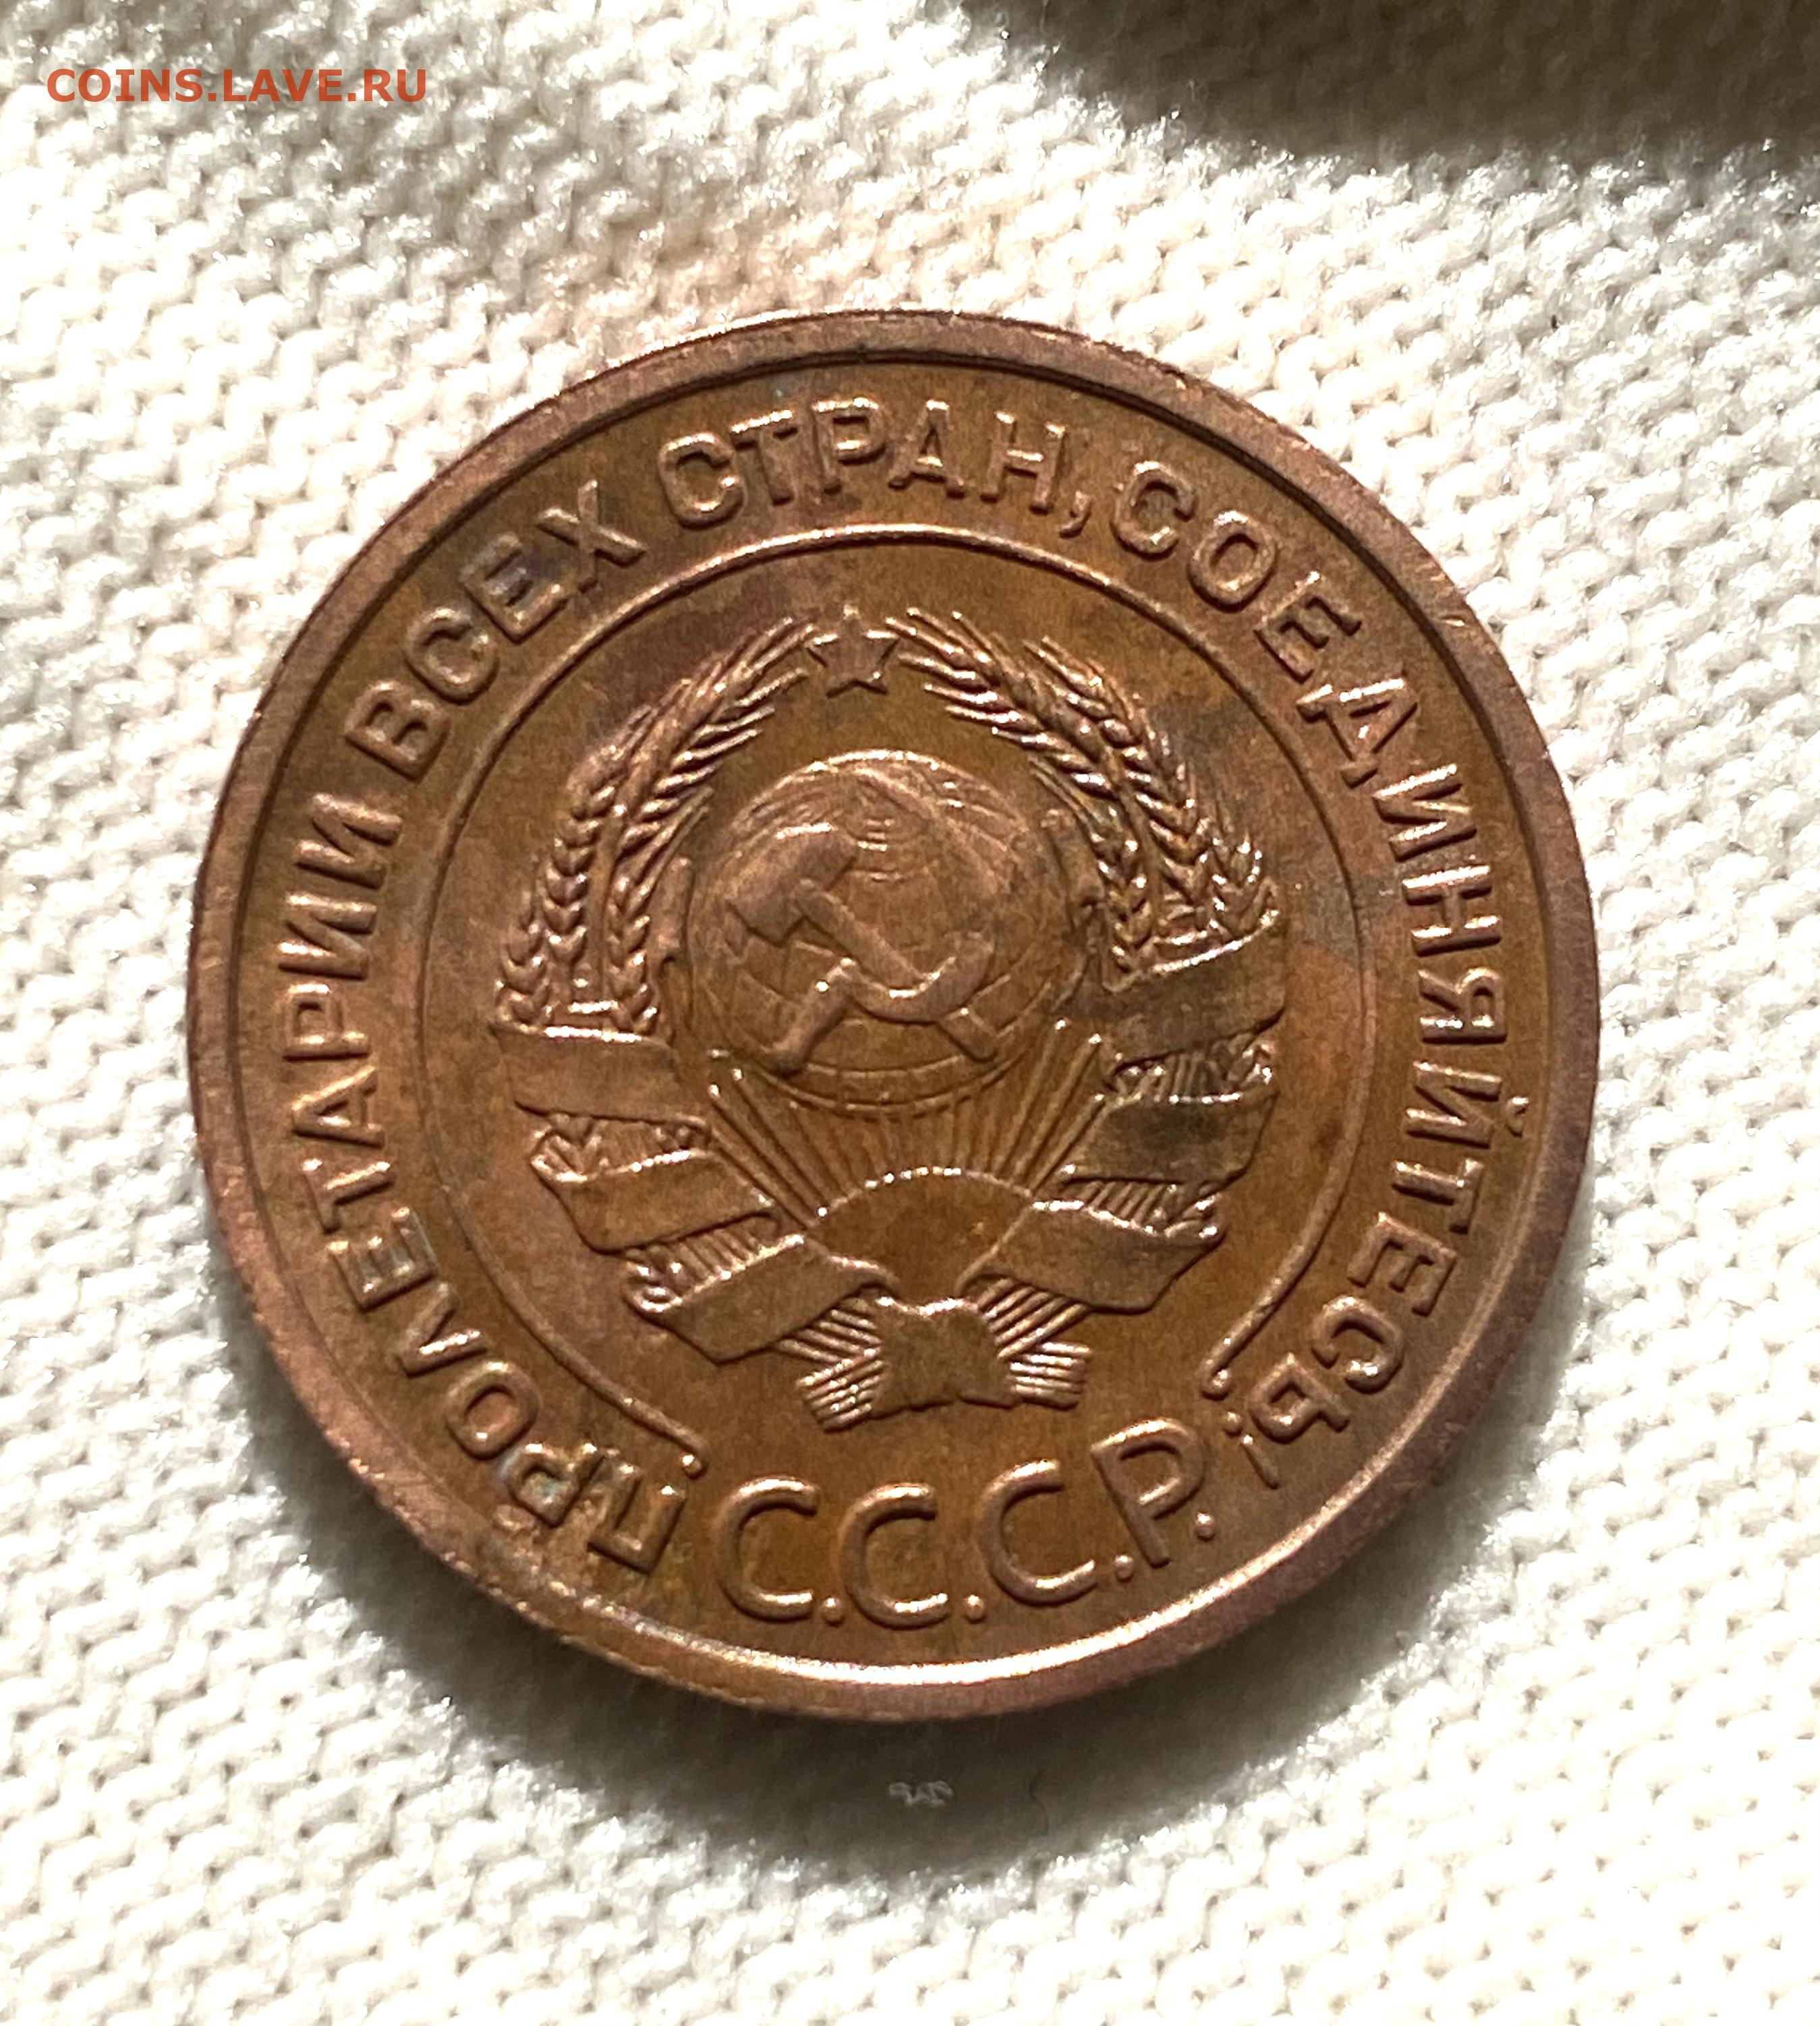 COINS.LAVE.RU
ПРОЛЕТАРИИ ВСЕХ СТРАН, СОЕДИНЯЙТЕСЬ!
С.С.С.Р.